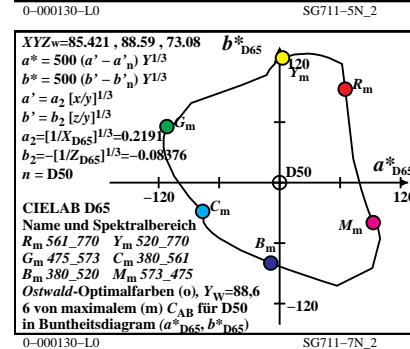 0-000130-L0 SG711-5N_2
XYZw=85.421, 88.59, 73.08
b*D65
a* = 500 (a' - a'n) Y1/3
b* = 500 (b' - b'n) Y1/3
a' = a2 [x/y]1/3
b' = b2 [z/y]1/3
a2=[1/XD65]1/3=0.2191
b2=-[1/ZD65]1/3=-0.08376
n = D50
120
Ym
Rm
Gm
D50
a*D65
-120
120
CIELAB D65
Name und Spektralbereich
Rm 561_770 Ym 520_770
Gm 475_573 Cm 380_561
Bm 380_520 Mm 573_475
Cm
Mm
Bm
Ostwald-Optimalfarben (o), YW=88,6
6 von maximalem (m) CAB für D50
in Buntheitsdiagram (a*D65, b*D65)
-120
0-000130-L0 SG711-7N_2